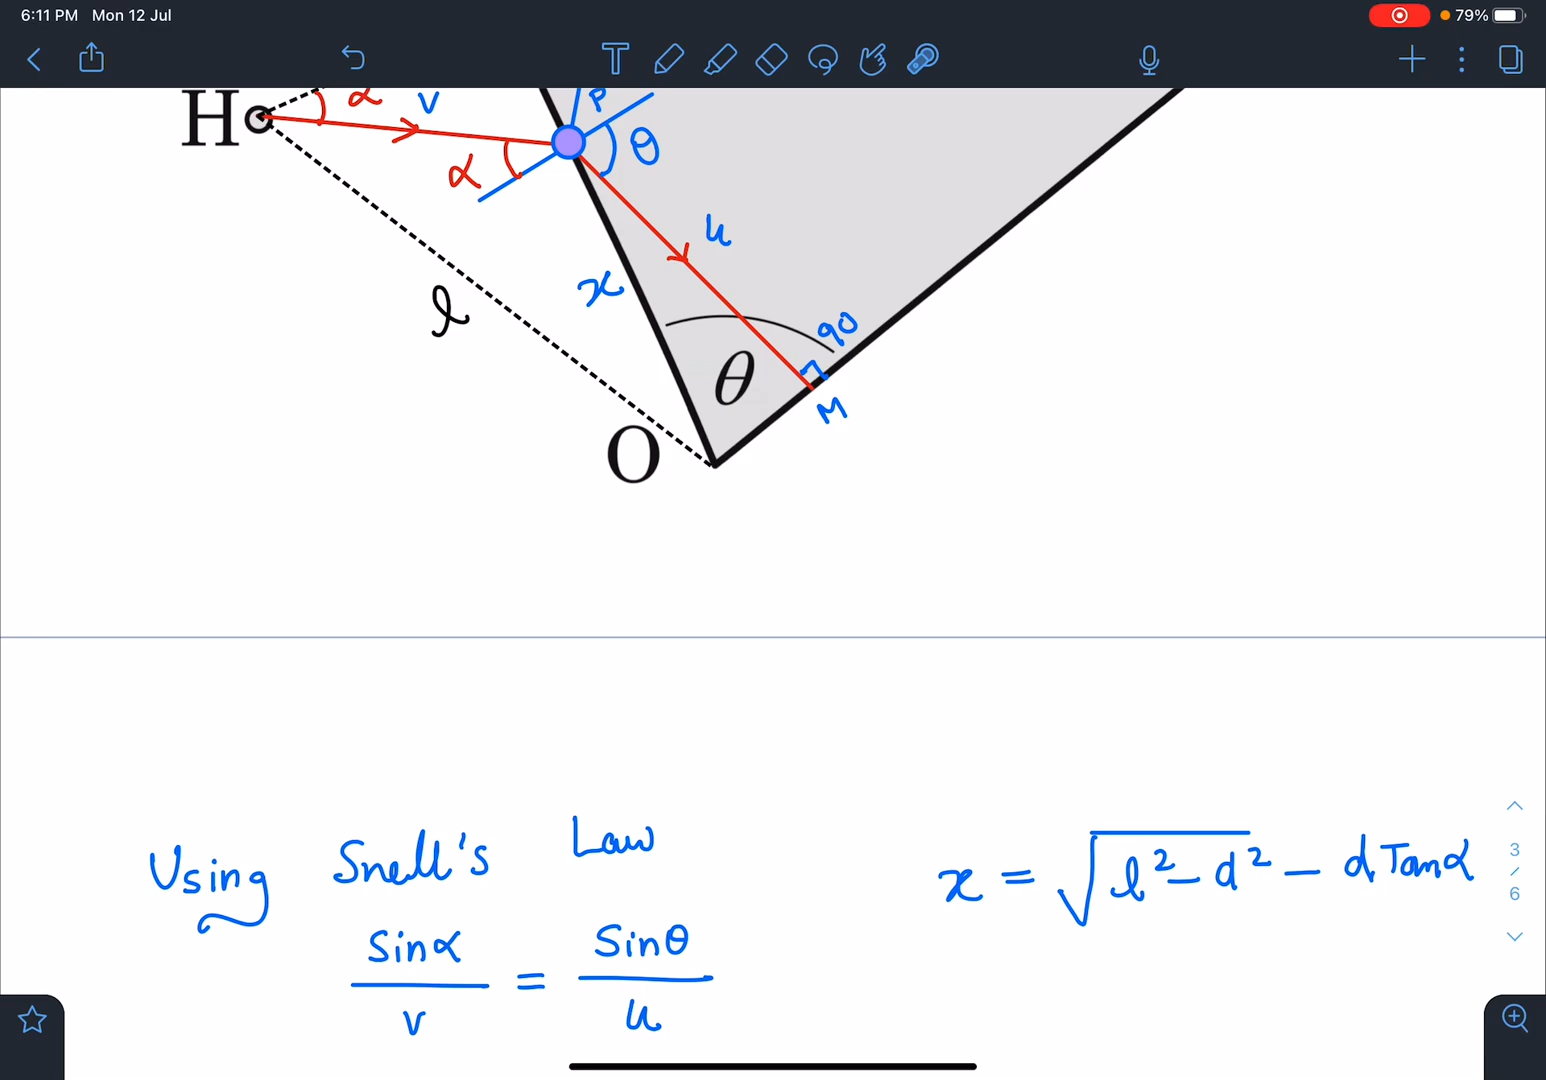 6:11 PM Mon 12 Jul
79%
H
α
v
P
θ
α
u
x
90
l
θ
M
O
Using Snell's Law
x = √(l² - d²) - d Tanα
Sinα / v = Sinθ / u
3
/
6